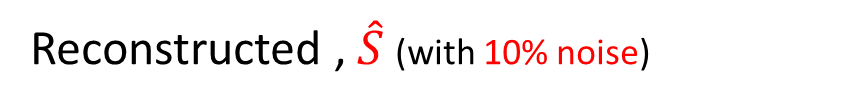 Reconstructed , Ŝ (with 10% noise)